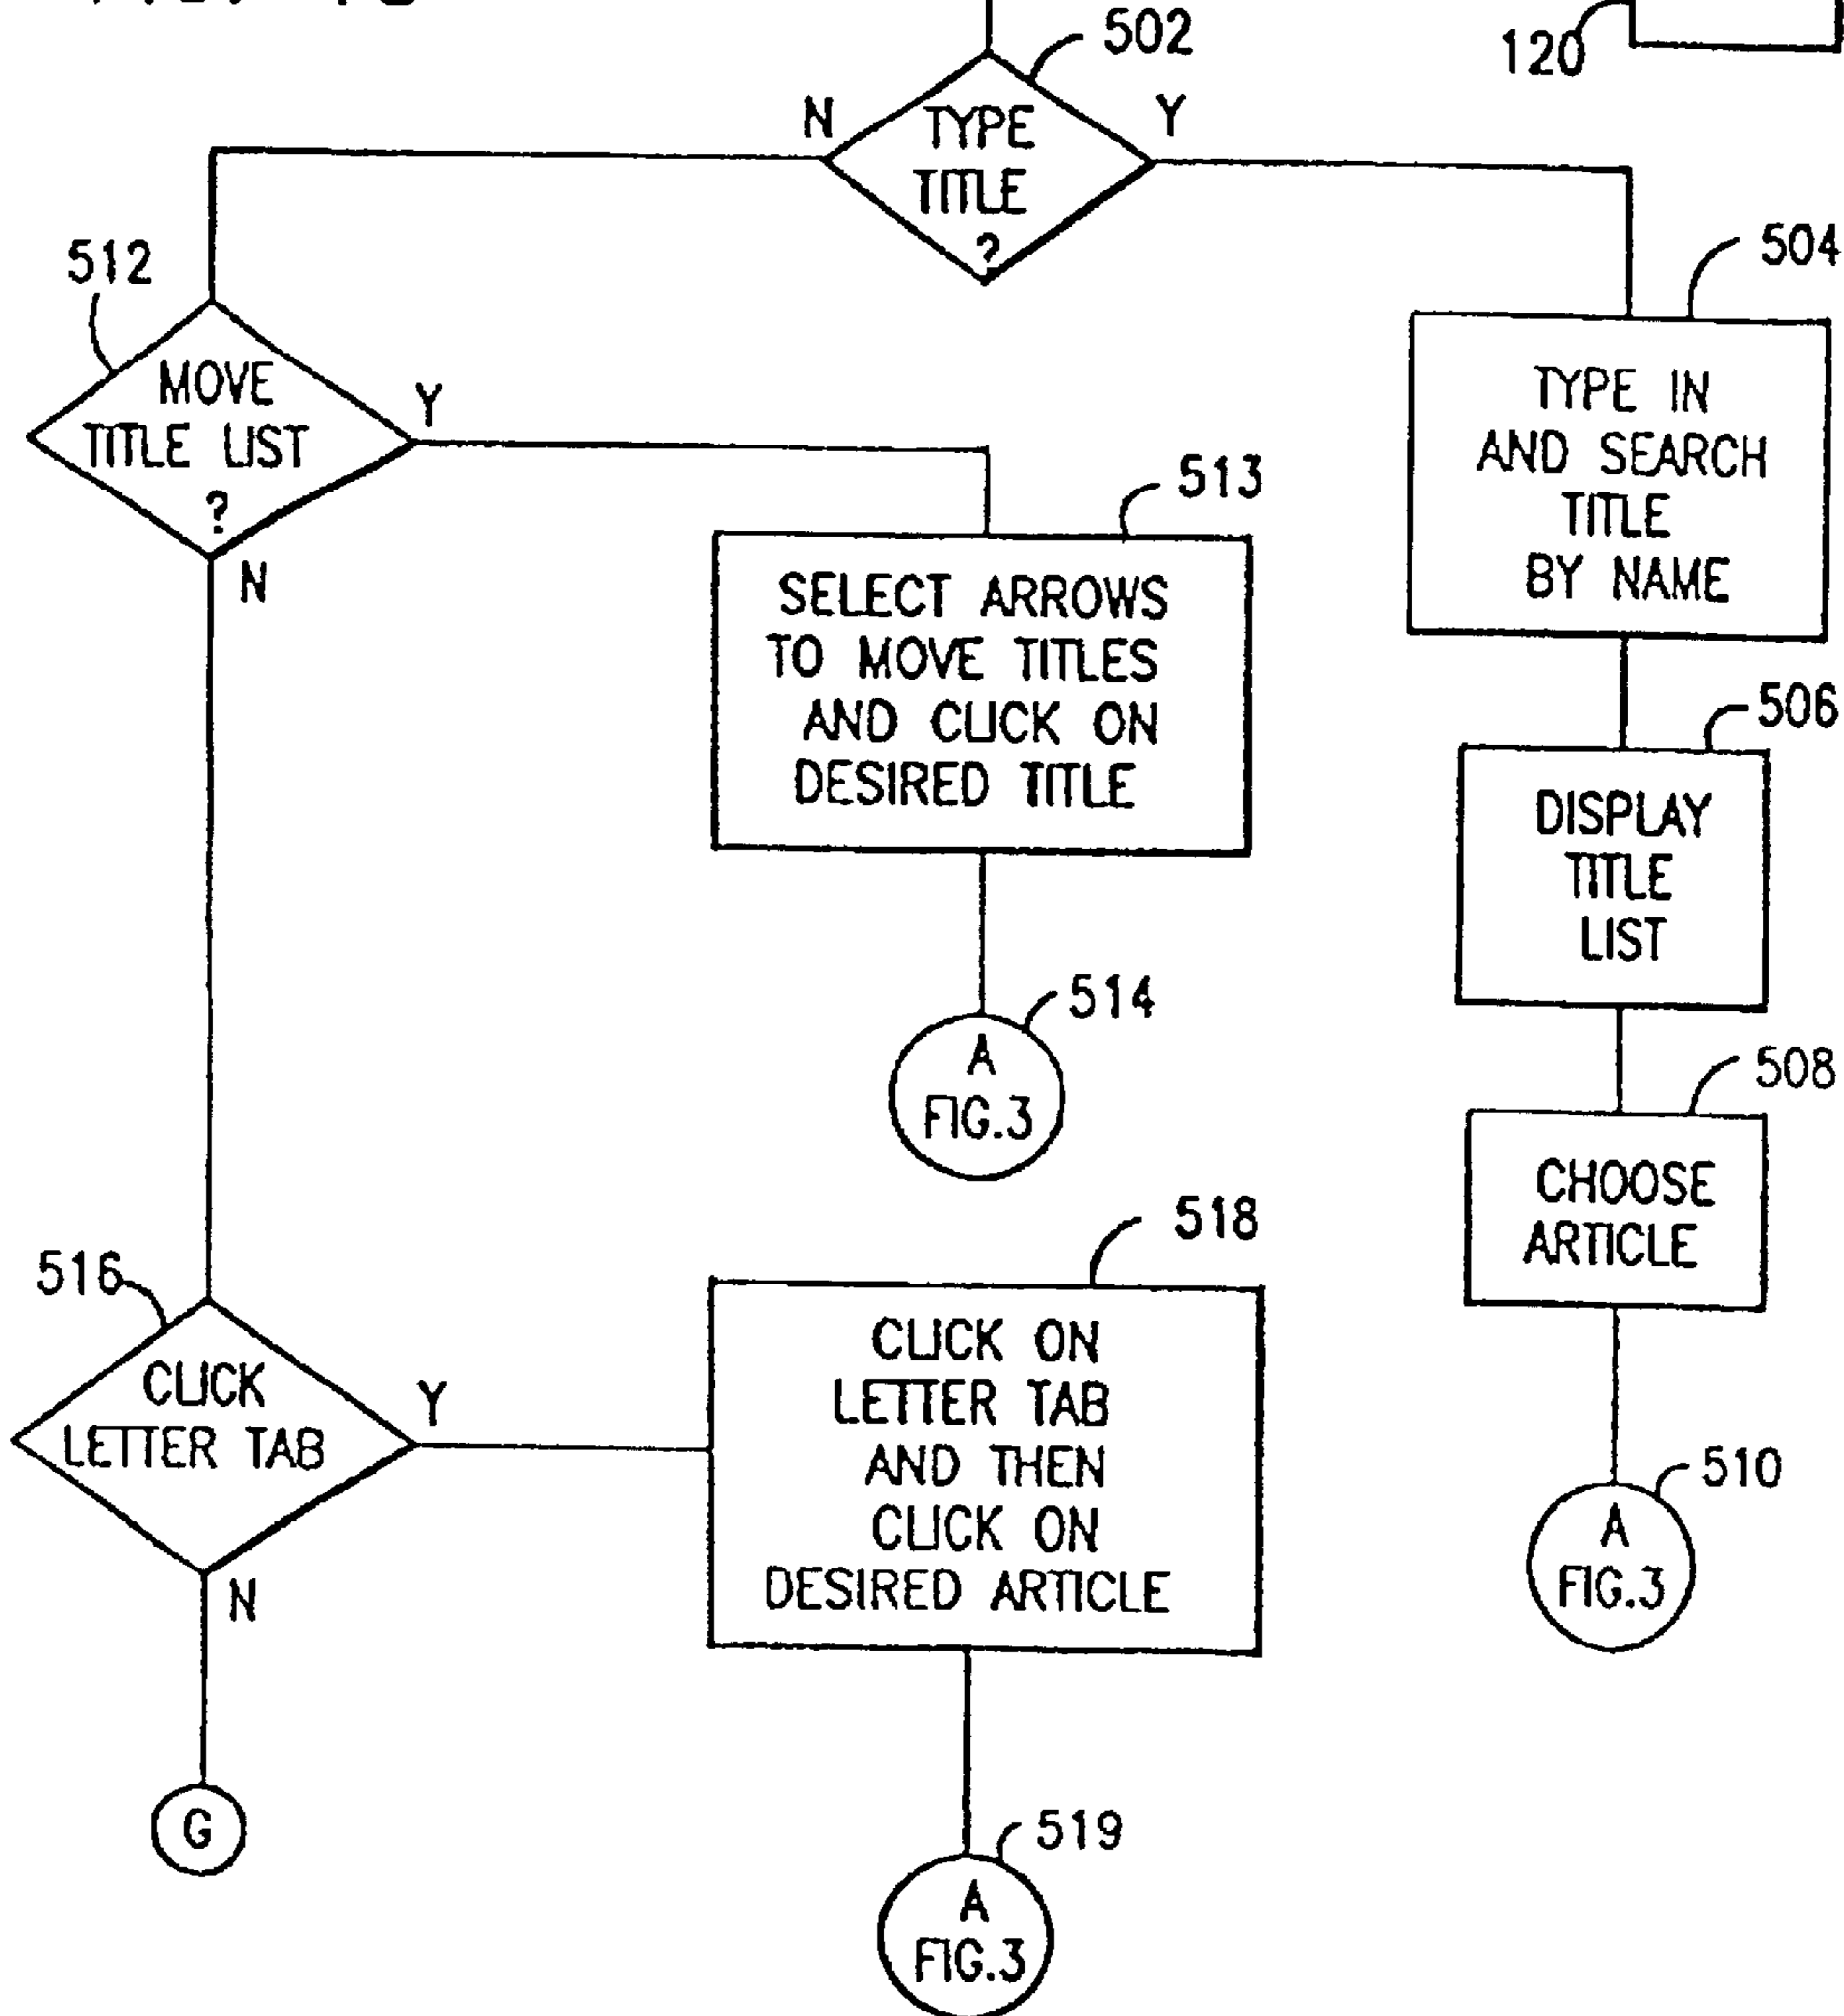 502
120
N
Y
TYPE
TITLE
?
504
512
MOVE
TITLE LIST
?
Y
N
TYPE IN
AND SEARCH
TITLE
BY NAME
513
SELECT ARROWS
TO MOVE TITLES
AND CLICK ON
DESIRED TITLE
506
DISPLAY
TITLE
LIST
514
A
FIG.3
508
CHOOSE
ARTICLE
516
CLICK
LETTER TAB
Y
N
518
CLICK ON
LETTER TAB
AND THEN
CLICK ON
DESIRED ARTICLE
510
A
FIG.3
G
519
A
FIG.3